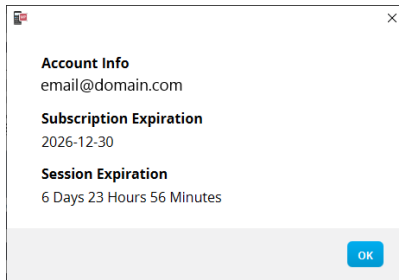 Account Info
email@domain.com
Subscription Expiration
2026-12-30
Session Expiration
6 Days 23 Hours 56 Minutes
OK